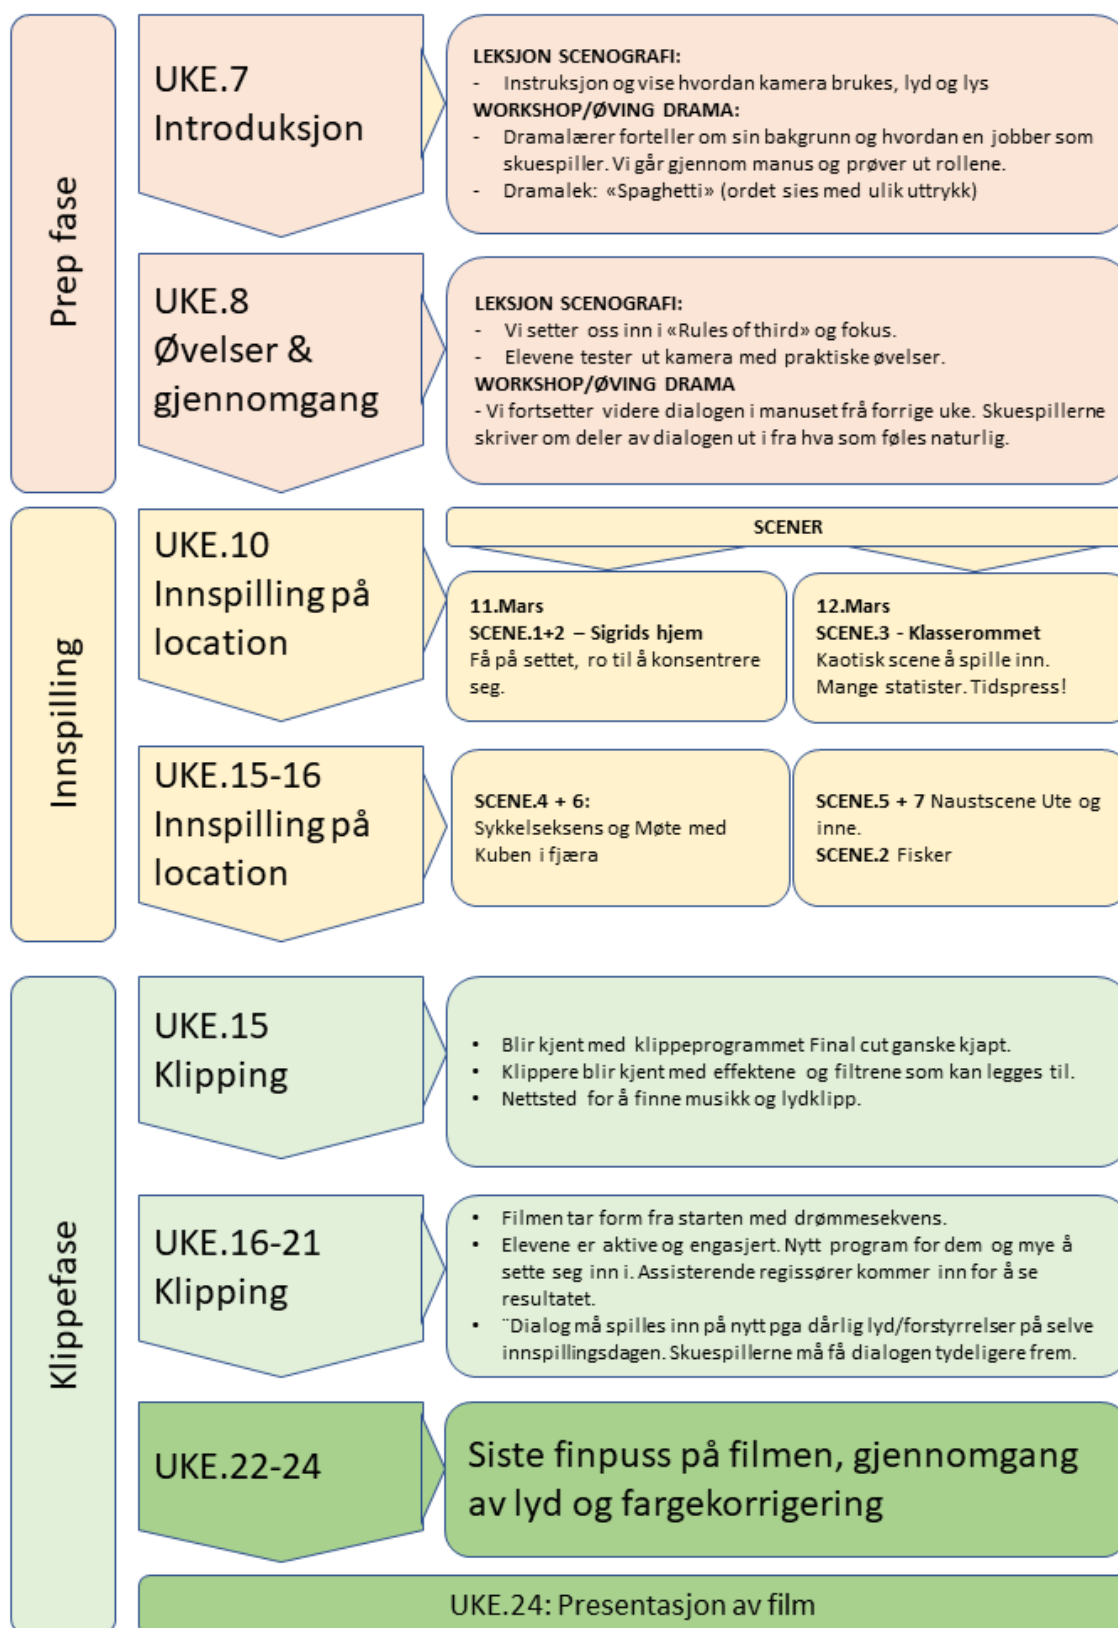 Prep fase
UKE.7
Introduksjon
LEKSJON SCENOGRAFI:
- Instruksjon og vise hvordan kamera brukes, lyd og lys
WORKSHOP/ØVING DRAMA:
- Dramalærer forteller om sin bakgrunn og hvordan en jobber som
skuespiller. Vi går gjennom manus og prøver ut rollene.
- Dramalek: «Spaghetti» (ordet sies med ulik uttrykk)
UKE.8
Øvelser &
gjennomgang
LEKSJON SCENOGRAFI:
- Vi setter oss inn i «Rules of third» og fokus.
- Elevene tester ut kamera med praktiske øvelser.
WORKSHOP/ØVING DRAMA
- Vi fortsetter videre dialogen i manuset frå forrige uke. Skuespillerne
skriver om deler av dialogen ut i fra hva som føles naturlig.
Innspilling
UKE.10
Innspilling på
location
SCENER
11.Mars
SCENE.1+2 – Sigrids hjem
Få på settet, ro til å konsentrere
seg.
12.Mars
SCENE.3 - Klasserommet
Kaotisk scene å spille inn.
Mange statister. Tidspress!
UKE.15-16
Innspilling på
location
SCENE.4 + 6:
Sykkelseksens og Møte med
Kuben i fjæra
SCENE.5 + 7 Naustscene Ute og
inne.
SCENE.2 Fisker
Klippefase
UKE.15
Klipping
• Blir kjent med klippeprogrammet Final cut ganske kjapt.
• Klippere blir kjent med effektene og filtrene som kan legges til.
• Nettsted for å finne musikk og lydklipp.
UKE.16-21
Klipping
• Filmen tar form fra starten med drømmesekvens.
• Elevene er aktive og engasjert. Nytt program for dem og mye å
sette seg inn i. Assisterende regissører kommer inn for å se
resultatet.
• ¨Dialog må spilles inn på nytt pga dårlig lyd/forstyrrelser på selve
innspillingsdagen. Skuespillerne må få dialogen tydeligere frem.
UKE.22-24
Siste finpuss på filmen, gjennomgang
av lyd og fargekorrigering
UKE.24: Presentasjon av film